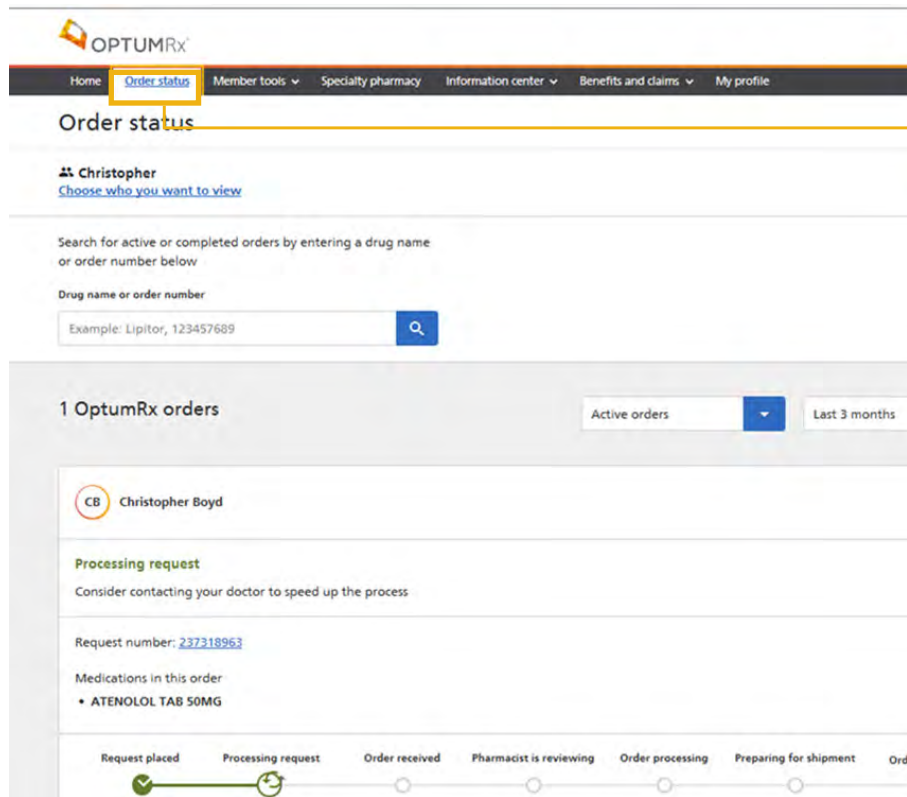 OPTUMRx
Home Order status Member tools Specialty pharmacy Information center Benefits and claims My profile
Order status
Christopher
Choose who you want to view
Search for active or completed orders by entering a drug name
or order number below
Drug name or order number
Example: Lipitor, 123457689
1 OptumRx orders
Active orders
Last 3 months
CB Christopher Boyd
Processing request
Consider contacting your doctor to speed up the process
Request number: 237318963
Medications in this order
• ATENOLOL TAB 50MG
Request placed Processing request Order received Pharmacist is reviewing Order processing Preparing for shipment Ord